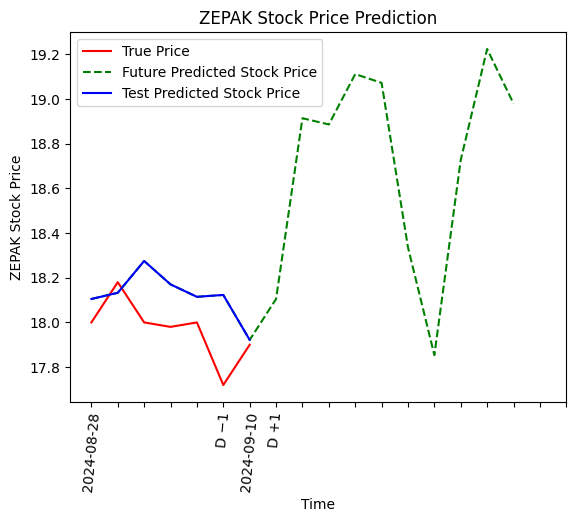 ZEPAK Stock Price Prediction
True Price
Future Predicted Stock Price
Test Predicted Stock Price
ZEPAK Stock Price
19.2
19.0
18.8
18.6
18.4
18.2
18.0
17.8
2024-08-28
D −1
2024-09-10
D +1
Time